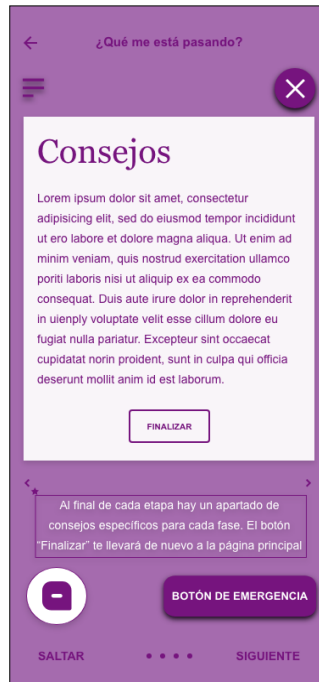 ¿Qué me está pasando?
Consejos
Lorem ipsum dolor sit amet, consectetur
adipisicing elit, sed do eiusmod tempor incididunt
ut ero labore et dolore magna aliqua. Ut enim ad
minim veniam, quis nostrud exercitation ullamco
poriti laboris nisi ut aliquip ex ea commodo
consequat. Duis aute irure dolor in reprehenderit
in uienply voluptate velit esse cillum dolore eu
fugiat nulla pariatur. Excepteur sint occaecat
cupidatat norin proident, sunt in culpa qui officia
deserunt mollit anim id est laborum.
FINALIZAR
Al final de cada etapa hay un apartado de
consejos específicos para cada fase. El botón
“Finalizar” te llevará de nuevo a la página principal
BOTÓN DE EMERGENCIA
SALTAR
SIGUIENTE